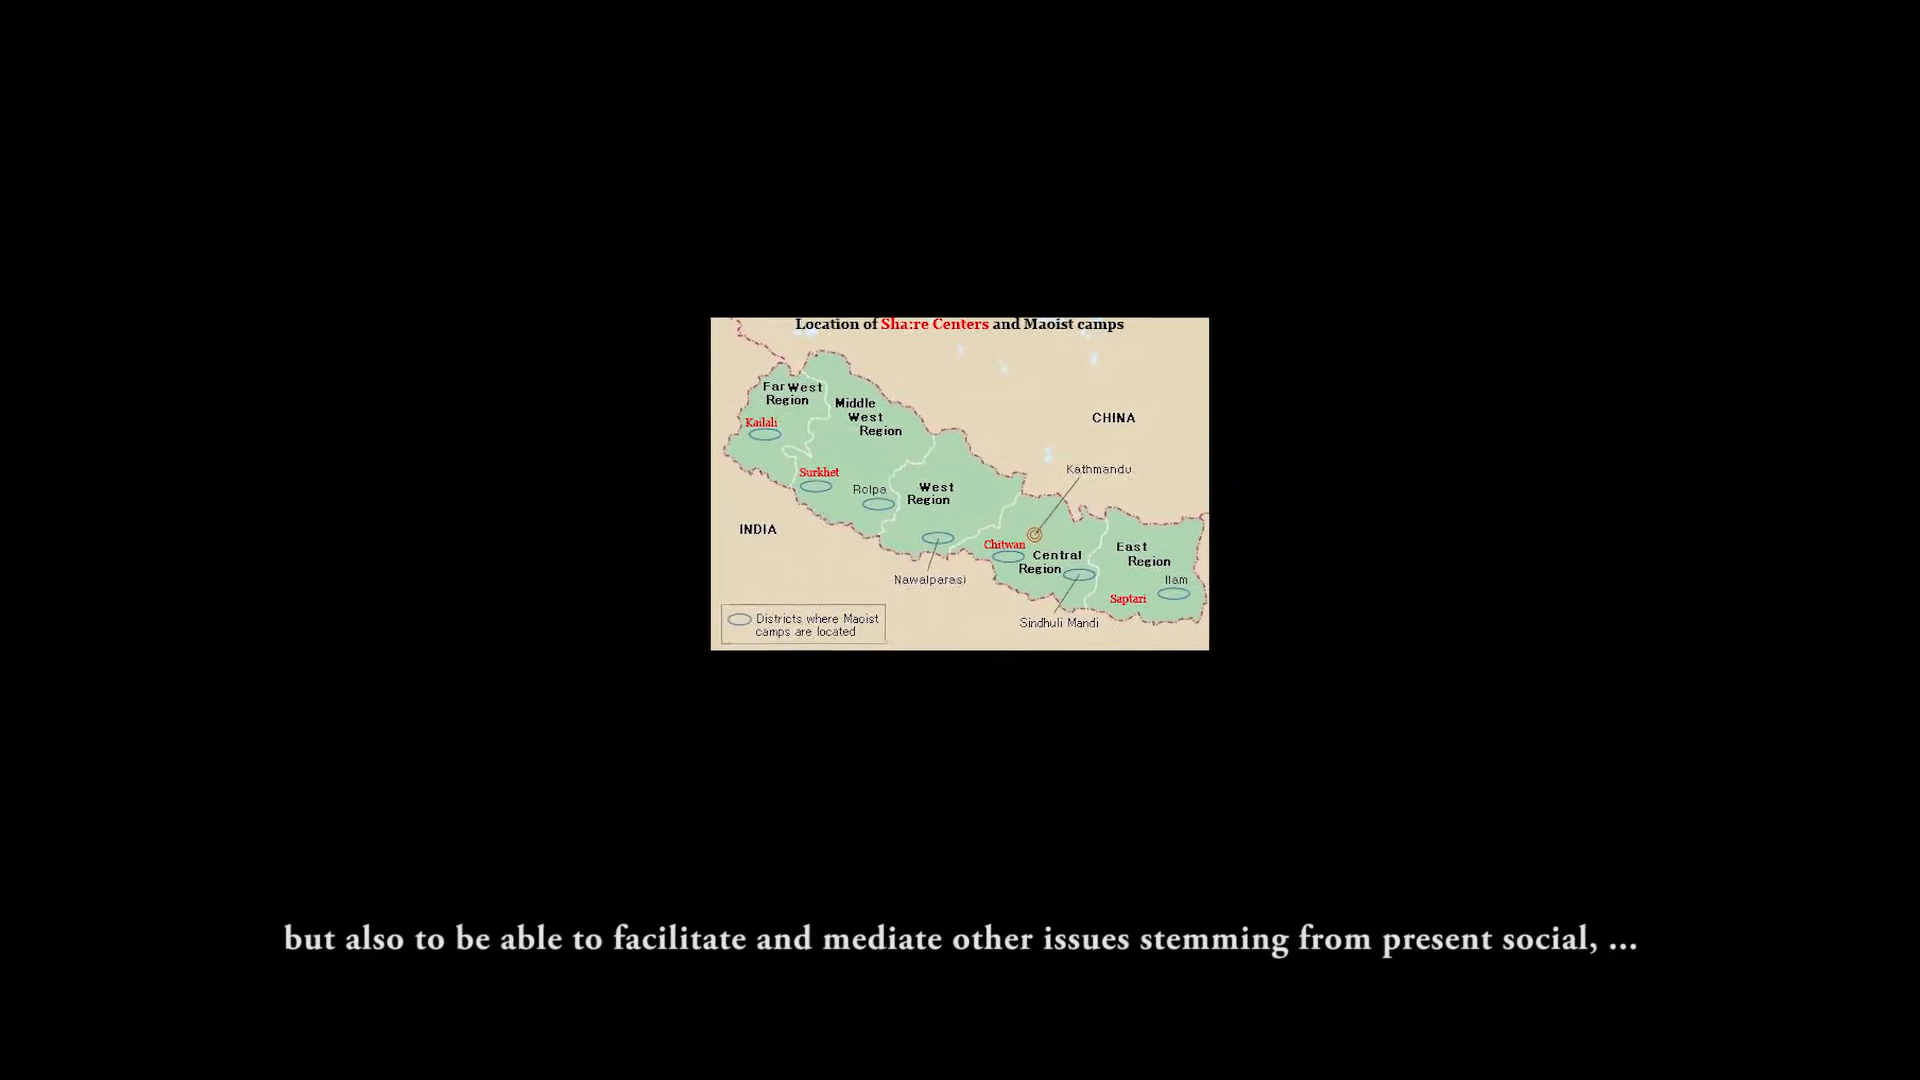 Location of Sha:re Centers and Maoist camps
Far West
Region
Middle
West
Region
CHINA
Kailali
Kathmandu
Surkhet
Rolpa
West
Region
INDIA
Chitwan
Central
Region
East
Region
Nawalparasi
Ilam
Saptari
Sindhuli Mandi
Districts where Maoist
camps are located
but also to be able to facilitate and mediate other issues stemming from present social, ...